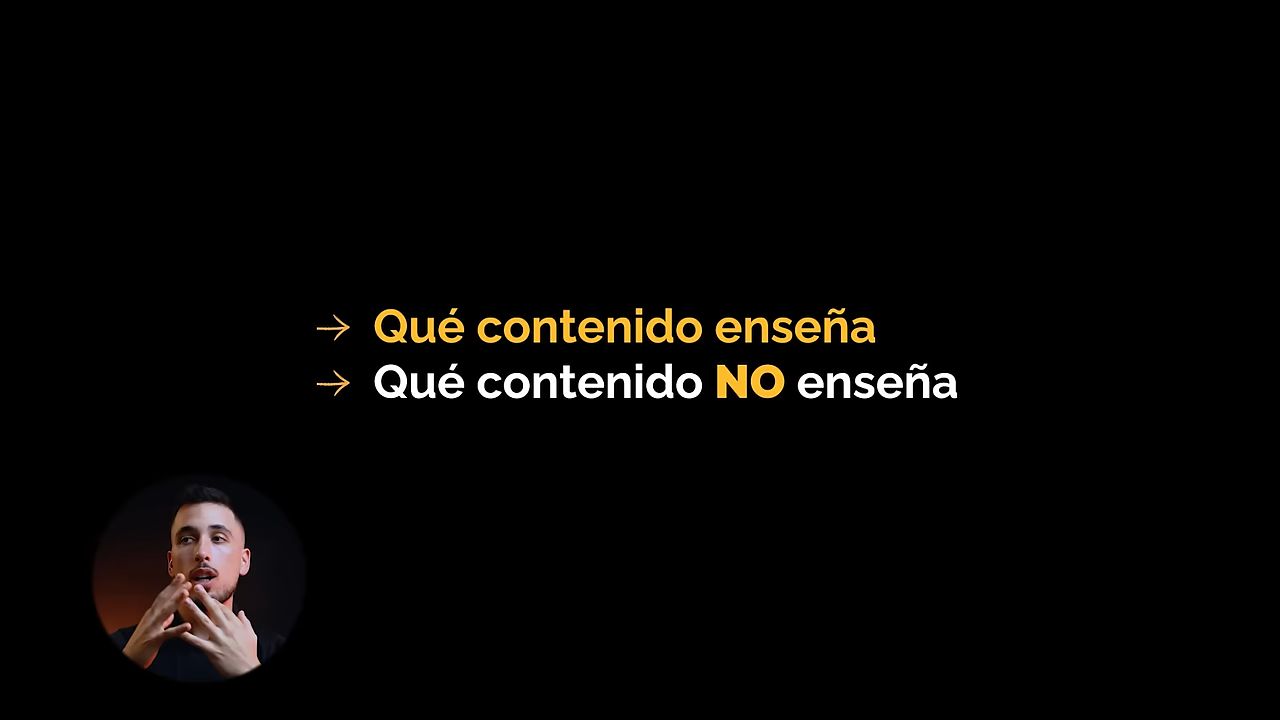 → Qué contenido enseña
→ Qué contenido NO enseña